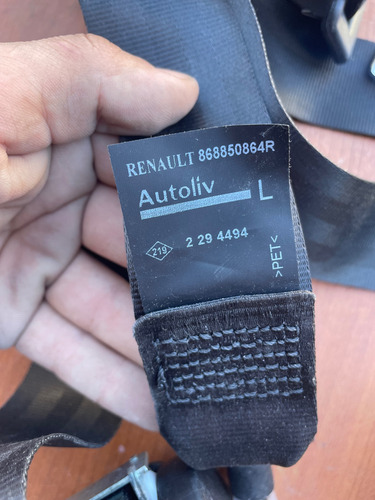 RENAULT 868850864R
Autoliv
L
219
2 29 4494
>PET<